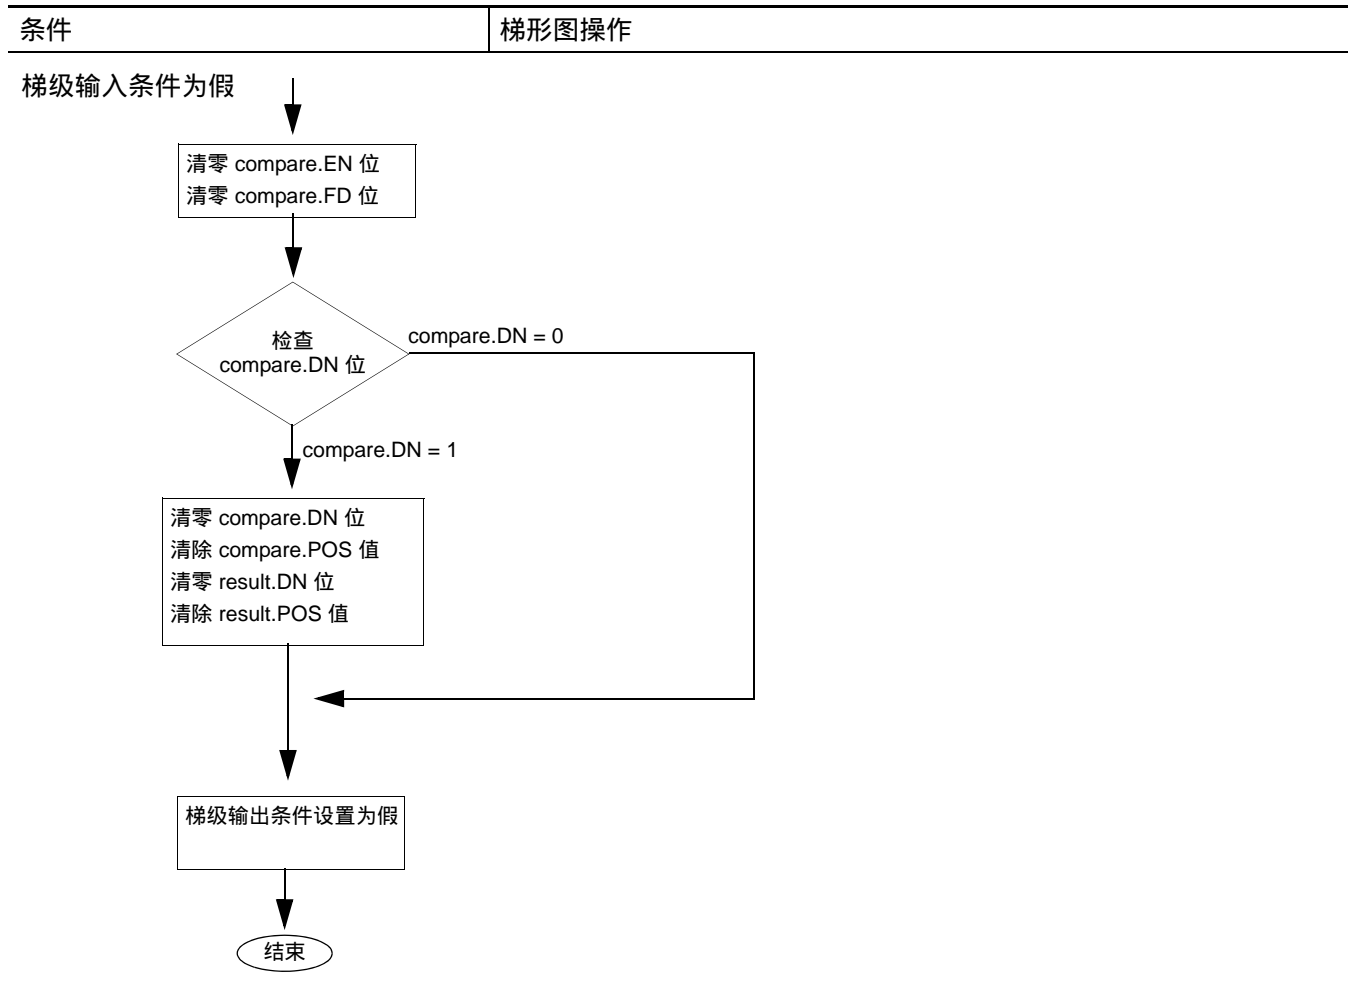 条件
梯形图操作
梯级输入条件为假
清零 compare.EN 位
清零 compare.FD 位
检查
compare.DN 位
compare.DN = 0
compare.DN = 1
清零 compare.DN 位
清除 compare.POS 值
清零 result.DN 位
清除 result.POS 值
梯级输出条件设置为假
结束